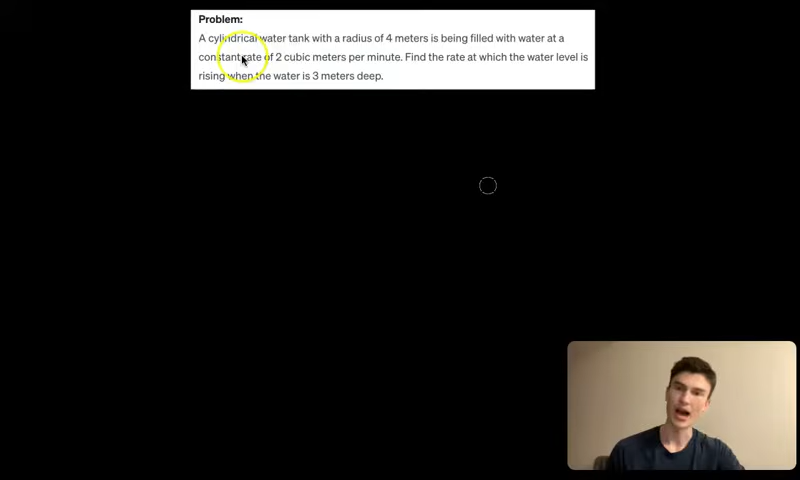 Problem:
A cylindrical water tank with a radius of 4 meters is being filled with water at a
constant rate of 2 cubic meters per minute. Find the rate at which the water level is
rising when the water is 3 meters deep.